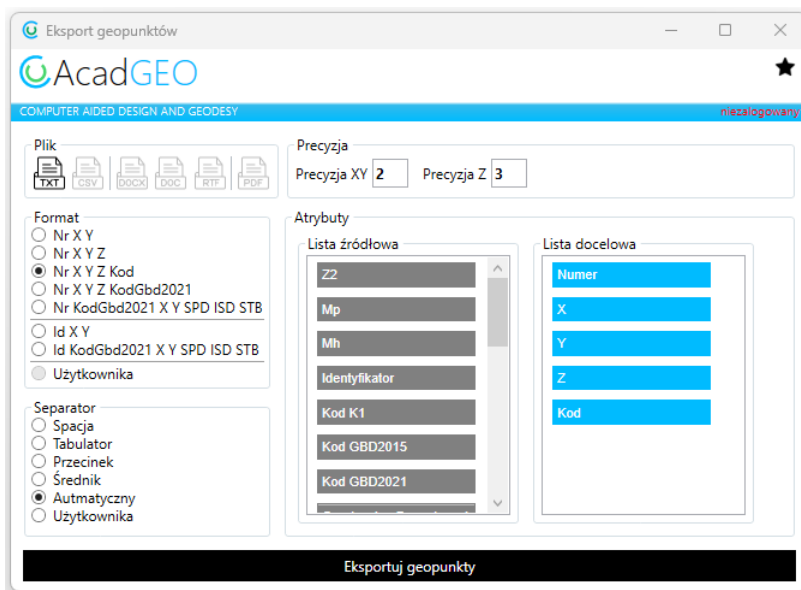 Eksport geopunktów
AcadGEO
COMPUTER AIDED DESIGN AND GEODESY
niezalogowany
Plik
TXT
CSV
DOCX
DOC
RTF
PDF
Precyzja
Precyzja XY 2
Precyzja Z 3
Format
Nr X Y
Nr X Y Z
Nr X Y Z Kod
Nr X Y Z KodGbd2021
Nr KodGbd2021 X Y SPD ISD STB
Id X Y
Id KodGbd2021 X Y SPD ISD STB
Użytkownika
Separator
Spacja
Tabulator
Przecinek
Średnik
Autmatyczny
Użytkownika
Atrybuty
Lista źródłowa
Z2
Mp
Mh
Identyfikator
Kod K1
Kod GBD2015
Kod GBD2021
Lista docelowa
Numer
X
Y
Z
Kod
Eksportuj geopunkty